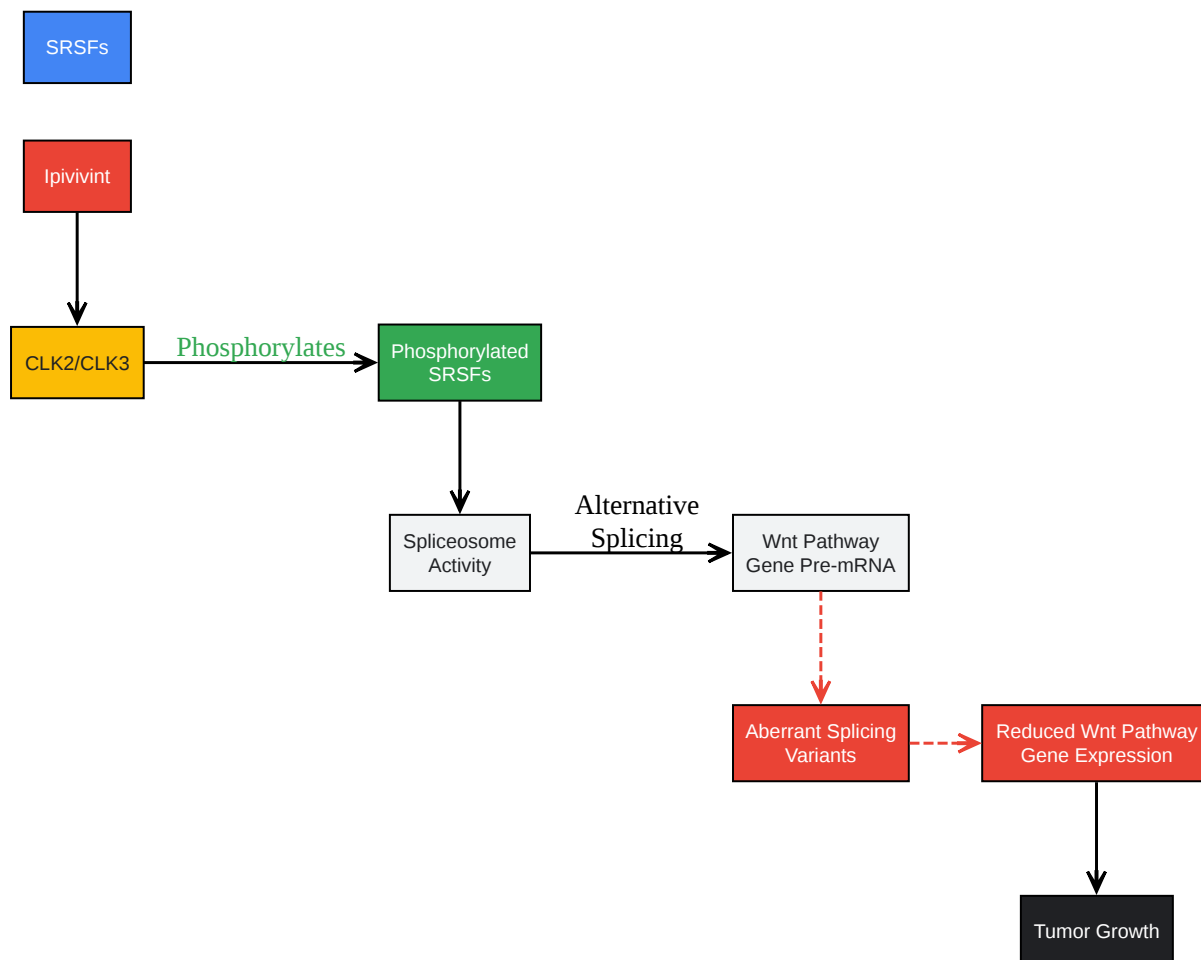 SRSFs
Ipivivint
CLK2/CLK3
Phosphorylates
Phosphorylated
SRSFs
Spliceosome
Activity
Alternative
Splicing
Wnt Pathway
Gene Pre-mRNA
Aberrant Splicing
Variants
Reduced Wnt Pathway
Gene Expression
Tumor Growth